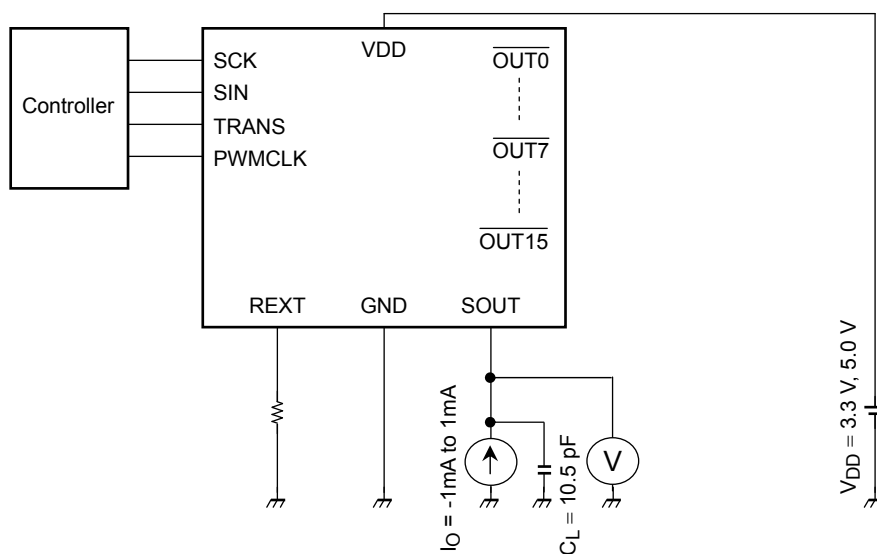 Controller
SCK
SIN
TRANS
PWMCLK
VDD
OUT0
OUT7
OUT15
REXT
GND
SOUT
IO = -1mA to 1mA
CL = 10.5 pF
V
VDD = 3.3 V, 5.0 V